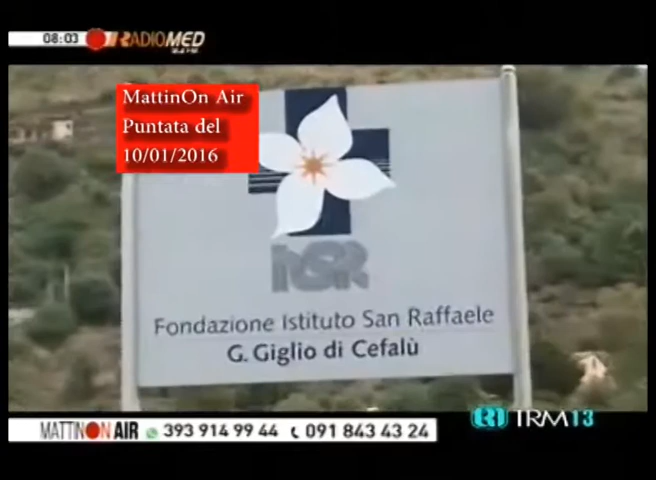 08:03 RADIOMED
MattinOn Air
Puntata del
10/01/2016
HSR
Fondazione Istituto San Raffaele
G. Giglio di Cefalù
MATTINON AIR 393 914 99 44 091 843 43 24
TRM13